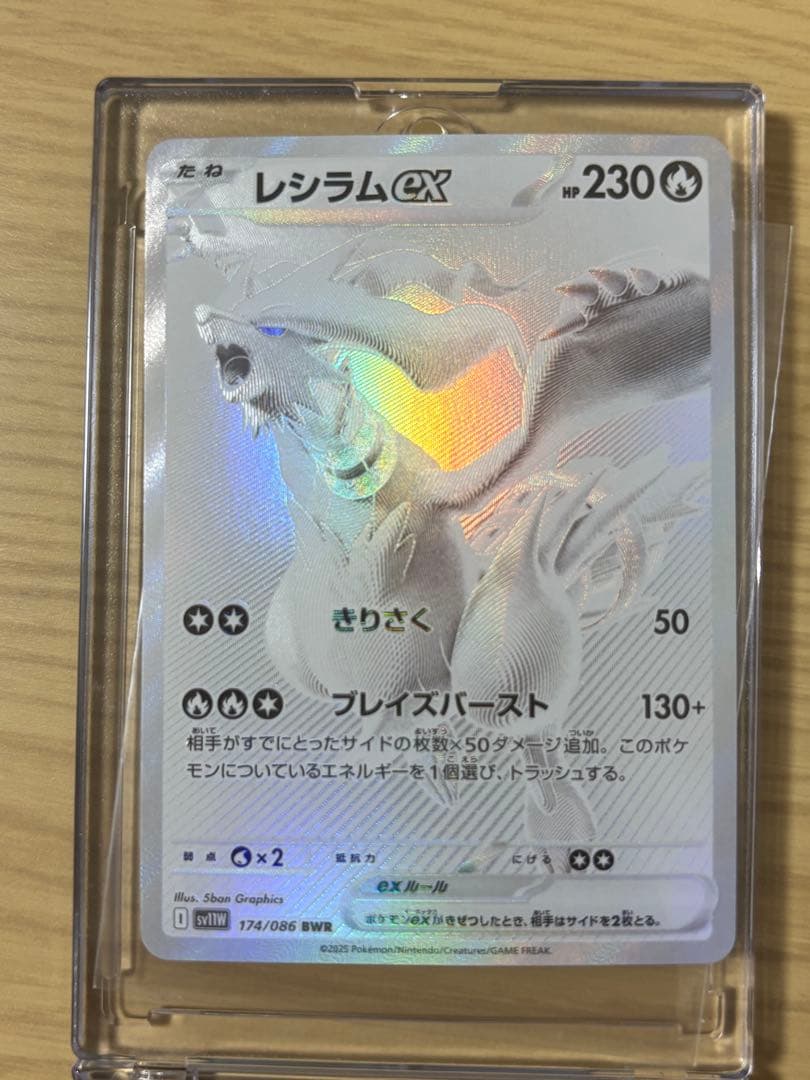 たね レシラムex HP230
きりさく 50
ブレイズバースト 130+
相手がすでにとったサイドの枚数×50ダメージ追加。このポケ
モンについているエネルギーを1個選び、トラッシュする。
弱点 ×2 抵抗力 にげる
exルール
Illus. 5ban Graphics
ポケモンexがきぜつしたとき、相手はサイドを2枚とる。
I sv11W 174/086 BWR
©2025 Pokémon/Nintendo/Creatures/GAME FREAK.